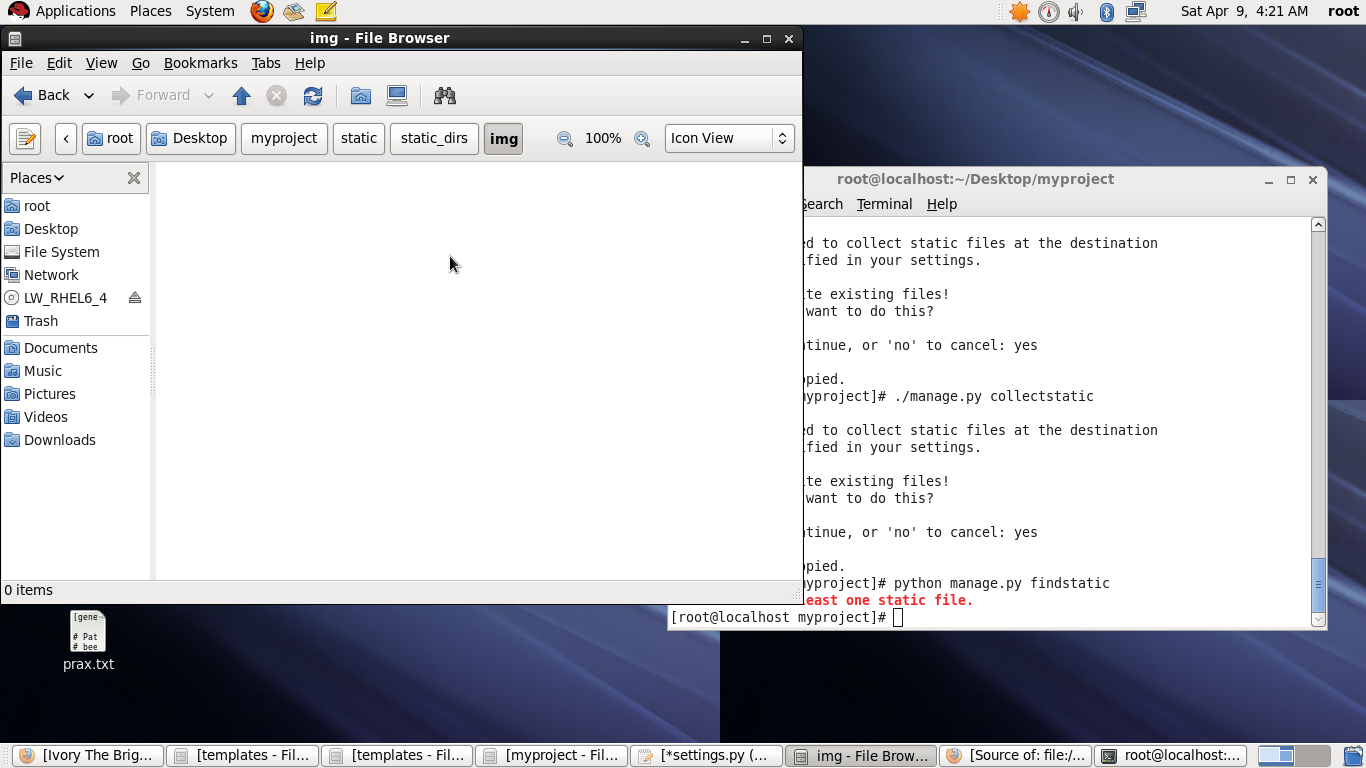 Applications Places System Sat Apr 9, 4:21 AM root
img - File Browser
File Edit View Go Bookmarks Tabs Help
Back Forward
root Desktop myproject static static_dirs img 100% Icon View
Places
root
Desktop
File System
Network
LW_RHEL6_4
Trash
Documents
Music
Pictures
Videos
Downloads
0 items
root@localhost:~/Desktop/myproject
Search Terminal Help
ed to collect static files at the destination
ified in your settings.
ite existing files!
want to do this?
ntinue, or 'no' to cancel: yes
opied.
myproject]# ./manage.py collectstatic
ed to collect static files at the destination
ified in your settings.
ite existing files!
want to do this?
ntinue, or 'no' to cancel: yes
opied.
myproject]# python manage.py findstatic
least one static file.
[root@localhost myproject]#
[gene
# Pat
# bee
prax.txt
[Ivory The Brig... [templates - Fil... [templates - Fil... [myproject - Fil... [*settings.py (... img - File Brow... [Source of: file:/... root@localhost:...